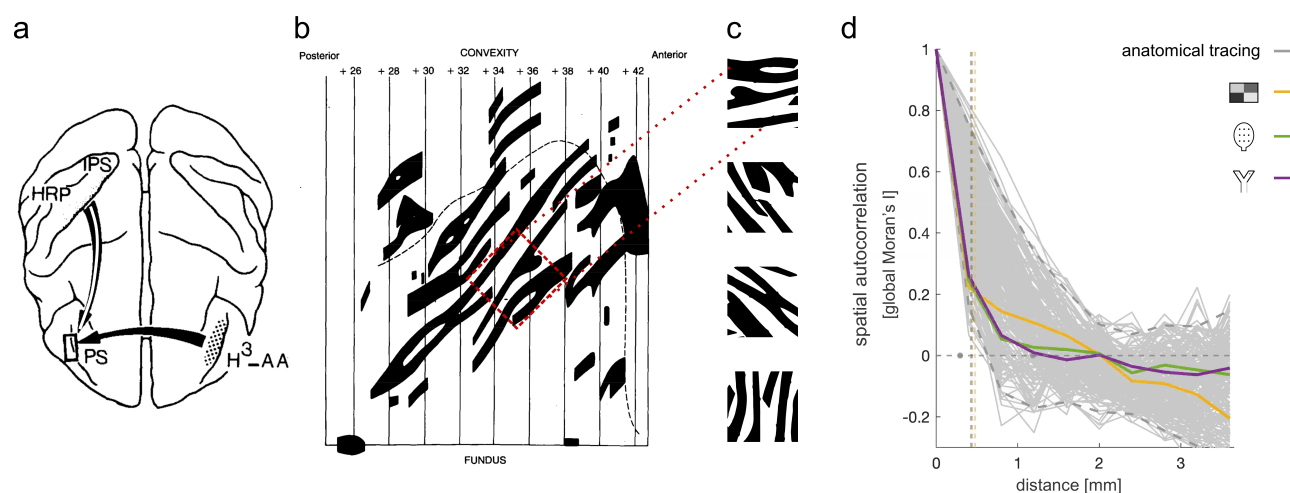 a
b
c
d
IPS
HRP
PS
H3_AA
Posterior
CONVEXITY
Anterior
+ 26
+ 28
+ 30
+ 32
+ 34
+ 36
+ 38
+ 40
+ 42
FUNDUS
anatomical tracing
spatial autocorrelation
[global Moran's I]
1
0.8
0.6
0.4
0.2
0
-0.2
0
1
2
3
distance [mm]